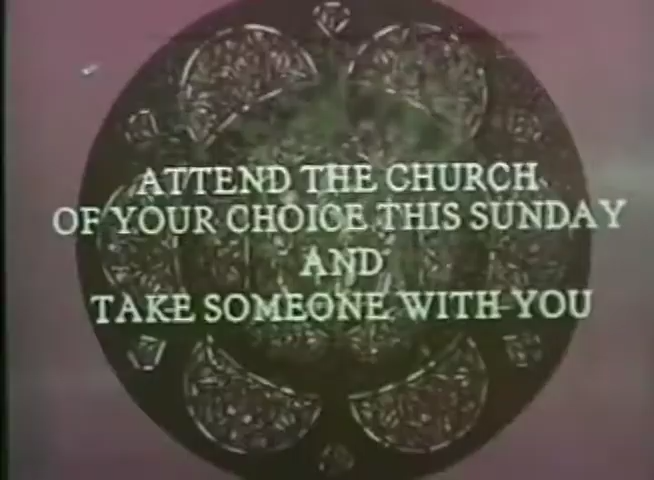 ATTEND THE CHURCH
OF YOUR CHOICE THIS SUNDAY
AND
TAKE SOMEONE WITH YOU